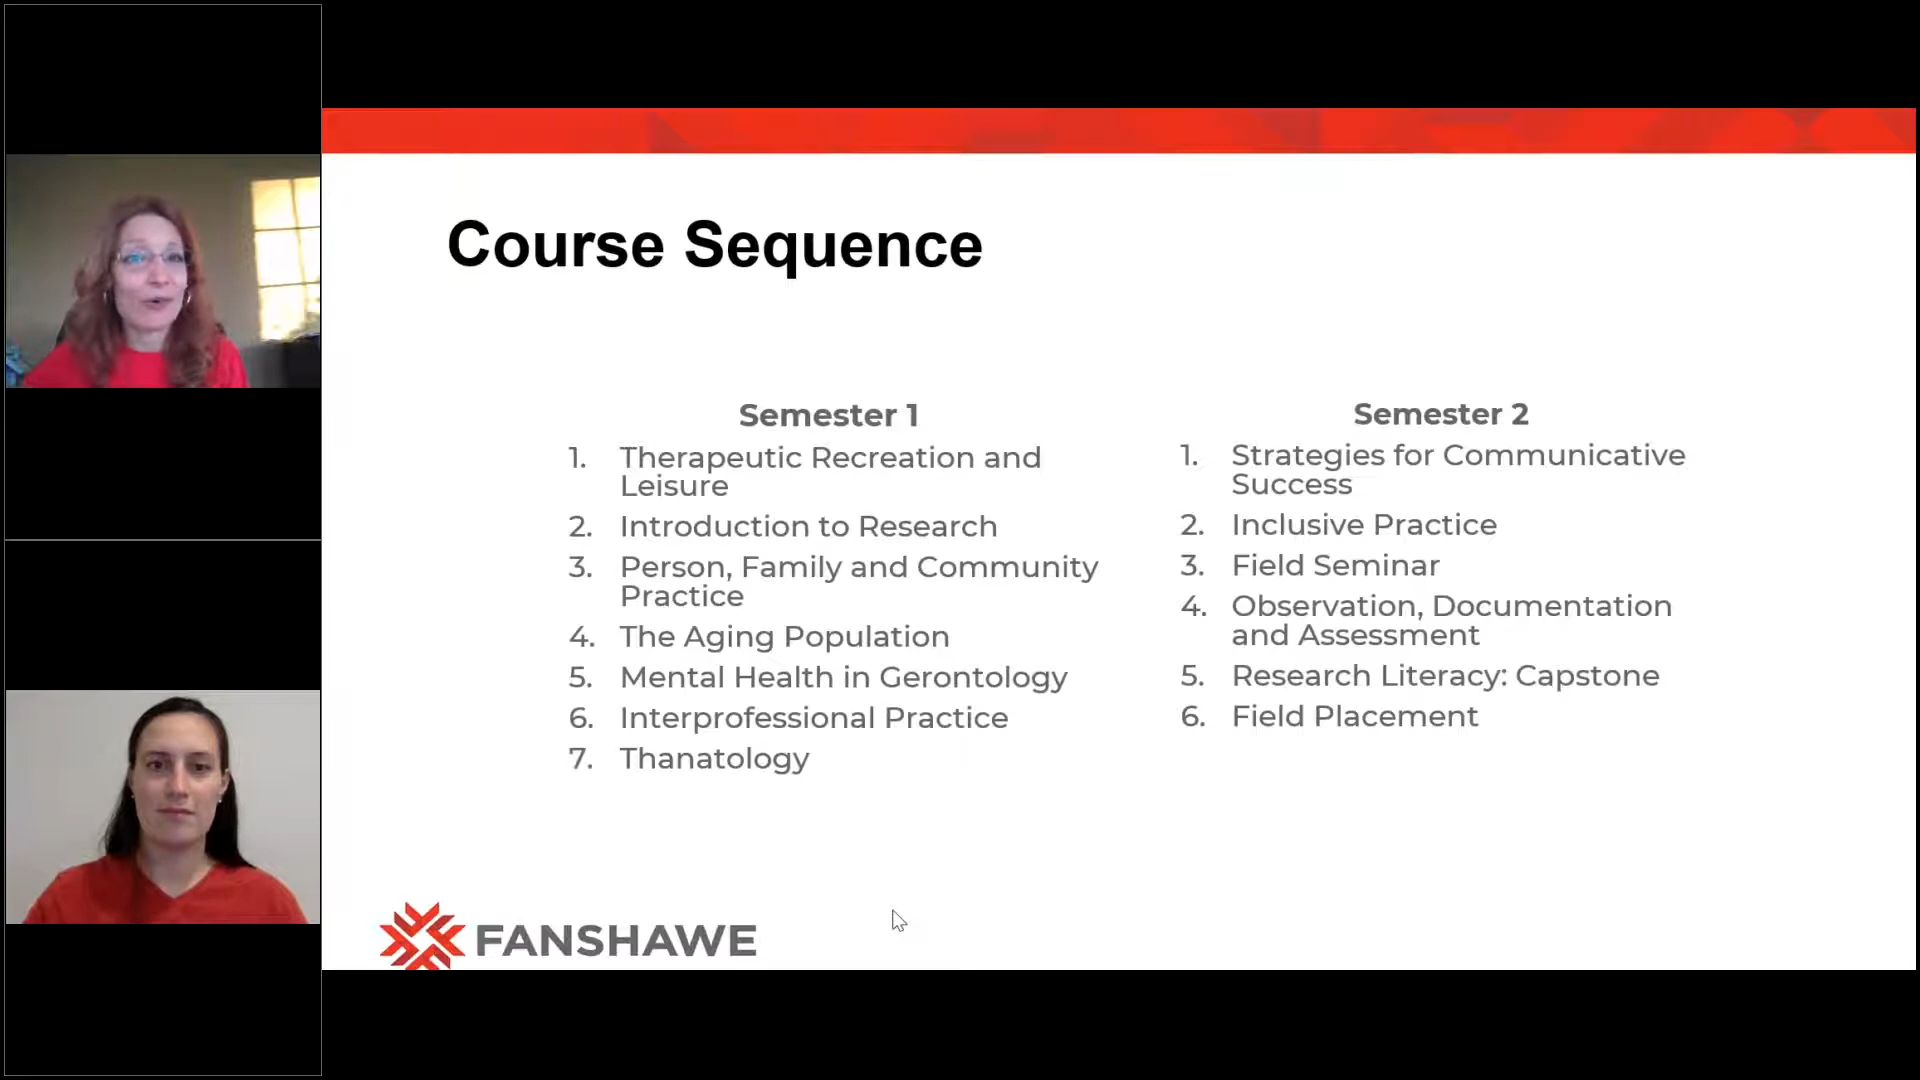 Course Sequence
Semester 1
1. Therapeutic Recreation and
Leisure
2. Introduction to Research
3. Person, Family and Community
Practice
4. The Aging Population
5. Mental Health in Gerontology
6. Interprofessional Practice
7. Thanatology
Semester 2
1. Strategies for Communicative
Success
2. Inclusive Practice
3. Field Seminar
4. Observation, Documentation
and Assessment
5. Research Literacy: Capstone
6. Field Placement
FANSHAWE